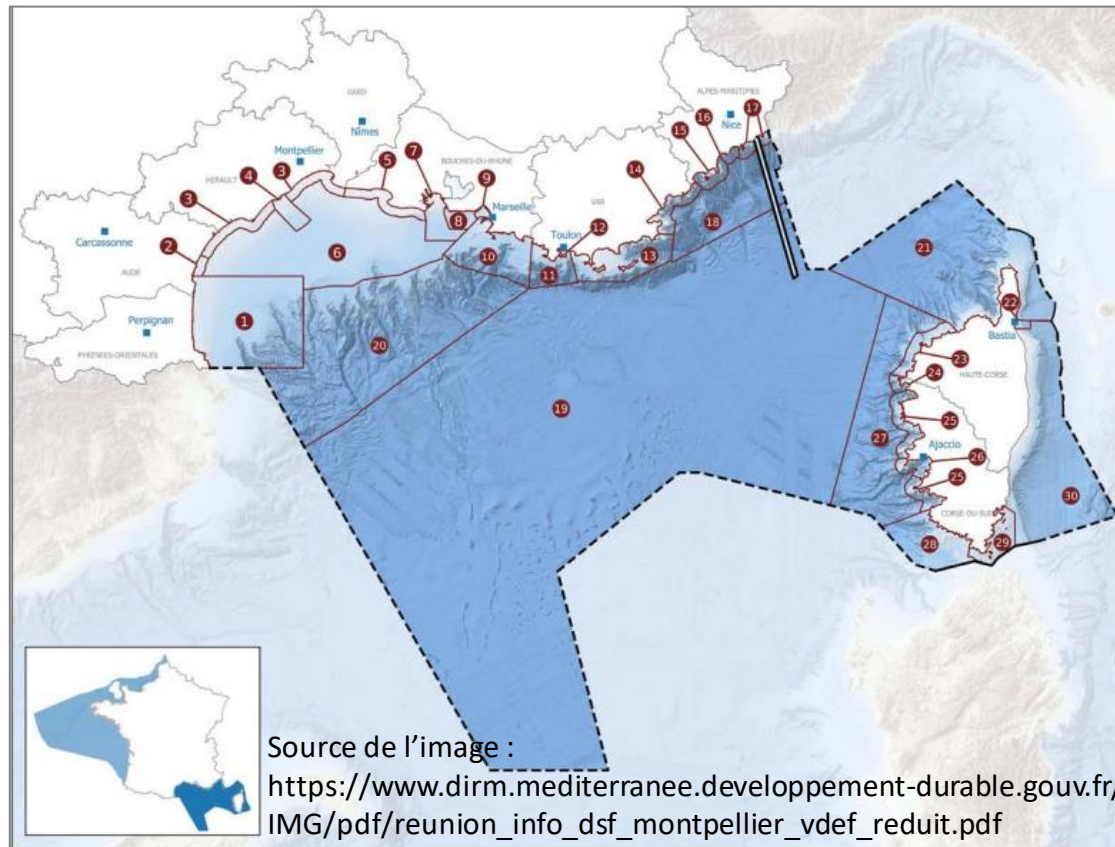 ALPES-MARITIMES
17
16
Nice
15
GARD
Nîmes
7
BOUCHES-DU-RHÔNE
5
Montpellier
3
4
HERAULT
14
9
VAR
3
8
Marseille
18
12
Toulon
Carcassonne
2
6
21
10
13
11
AUDE
22
1
Perpignan
Bastia
20
PYRENEES-ORIENTALES
23
24
HAUTE-CORSE
19
25
27
Ajaccio
26
25
30
CORSE-DU-SUD
28
29
Source de l’image :
https://www.dirm.mediterranee.developpement-durable.gouv.fr/
IMG/pdf/reunion_info_dsf_montpellier_vdef_reduit.pdf